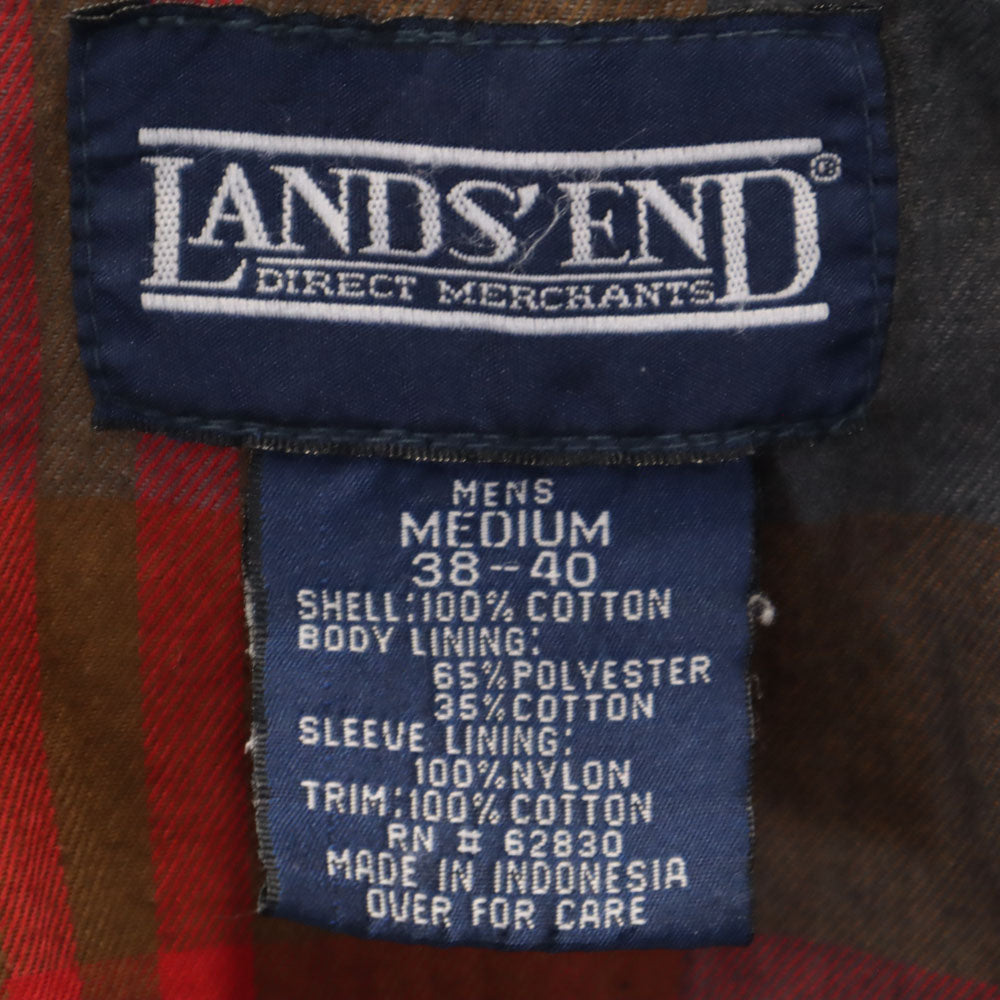 LANDS' END®
DIRECT MERCHANTS
MENS
MEDIUM
38--40
SHELL:100% COTTON
BODY LINING:
65%POLYESTER
35%COTTON
SLEEVE LINING:
100%NYLON
TRIM:100% COTTON
RN # 62830
MADE IN INDONESIA
OVER FOR CARE